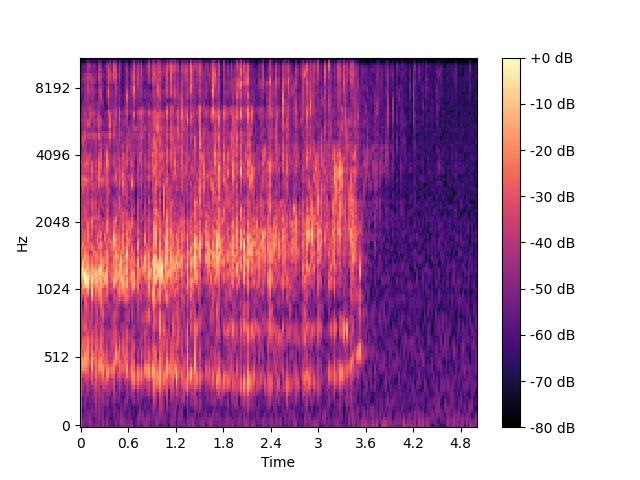 8192
4096
2048
1024
512
0
Hz
0 0.6 1.2 1.8 2.4 3 3.6 4.2 4.8
Time
+0 dB
-10 dB
-20 dB
-30 dB
-40 dB
-50 dB
-60 dB
-70 dB
-80 dB